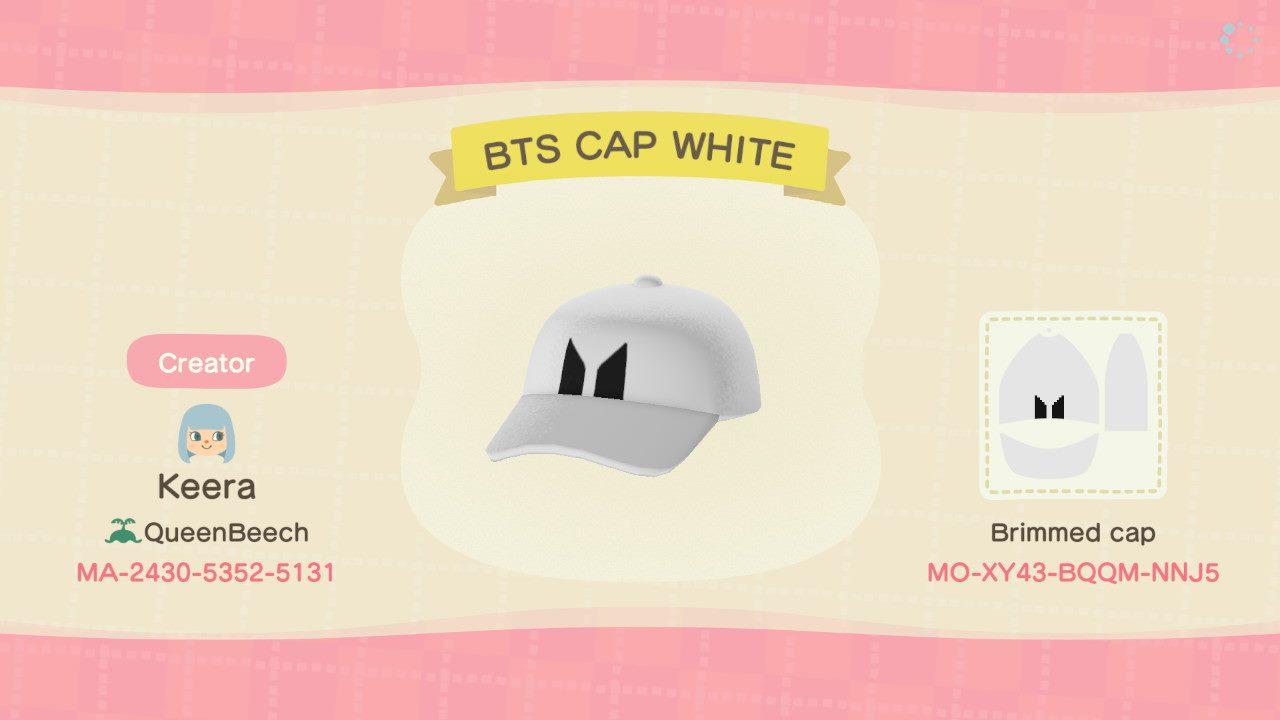 BTS CAP WHITE
Creator
Keera
QueenBeech
MA-2430-5352-5131
Brimmed cap
MO-XY43-BQQM-NNJ5